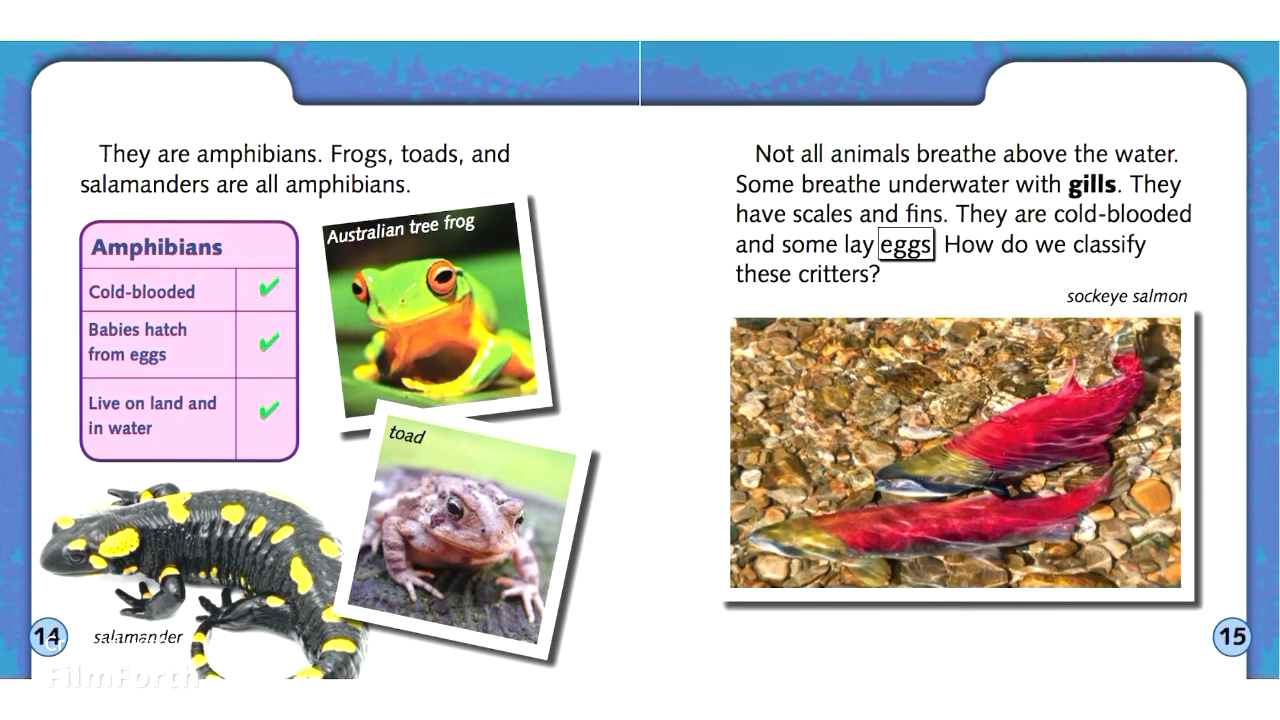 They are amphibians. Frogs, toads, and
salamanders are all amphibians.
Amphibians
Cold-blooded
Babies hatch
from eggs
Live on land and
in water
Australian tree frog
toad
salamander
14
FilmForth
Not all animals breathe above the water.
Some breathe underwater with gills. They
have scales and fins. They are cold-blooded
and some lay eggs How do we classify
these critters?
sockeye salmon
15